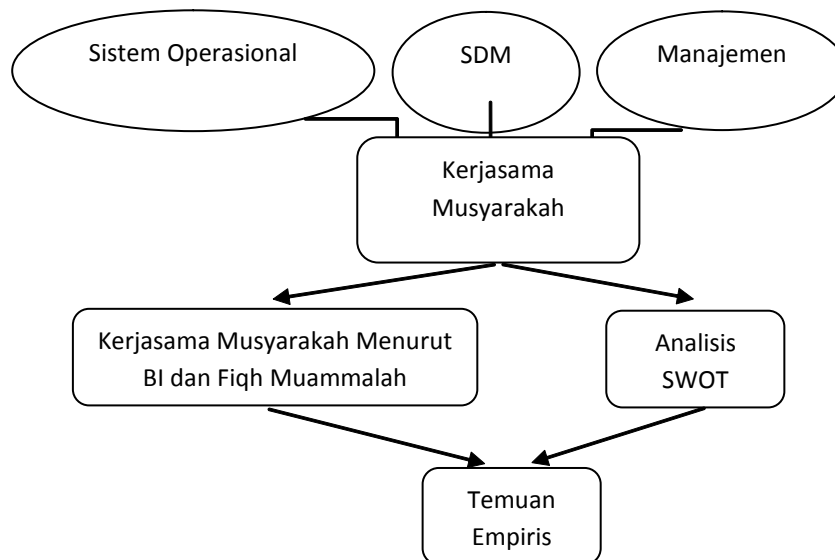 Sistem Operasional
SDM
Manajemen
Kerjasama
Musyarakah
Kerjasama Musyarakah Menurut
BI dan Fiqh Muammalah
Analisis
SWOT
Temuan
Empiris